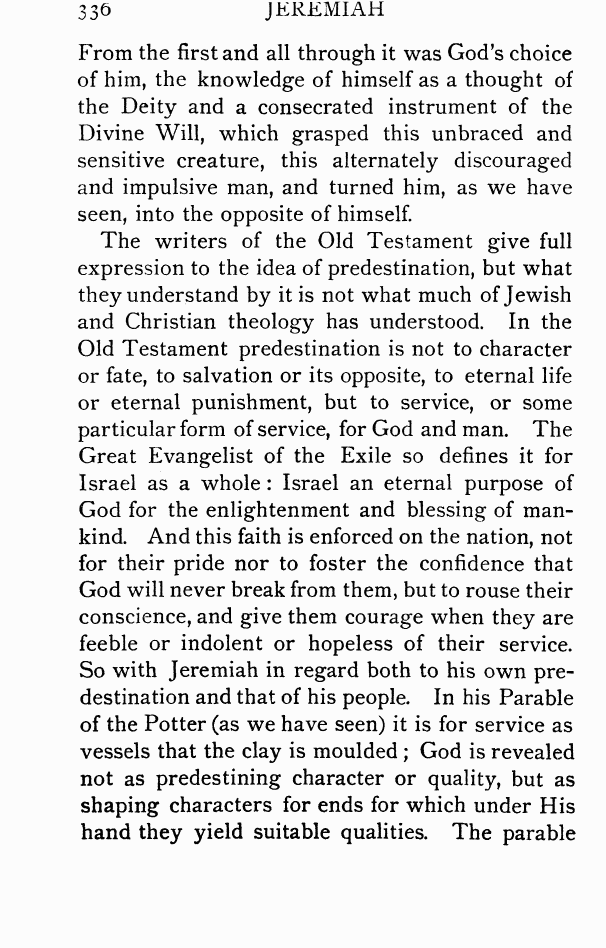 336 JEREMIAH
From the first and all through it was God's choice
of him, the knowledge of himself as a thought of
the Deity and a consecrated instrument of the
Divine Will, which grasped this unbraced and
sensitive creature, this alternately discouraged
and impulsive man, and turned him, as we have
seen, into the opposite of himself.
The writers of the Old Testament give full
expression to the idea of predestination, but what
they understand by it is not what much of Jewish
and Christian theology has understood. In the
Old Testament predestination is not to character
or fate, to salvation or its opposite, to eternal life
or eternal punishment, but to service, or some
particular form of service, for God and man. The
Great Evangelist of the Exile so defines it for
Israel as a whole : Israel an eternal purpose of
God for the enlightenment and blessing of man-
kind. And this faith is enforced on the nation, not
for their pride nor to foster the confidence that
God will never break from them, but to rouse their
conscience, and give them courage when they are
feeble or indolent or hopeless of their service.
So with Jeremiah in regard both to his own pre-
destination and that of his people. In his Parable
of the Potter (as we have seen) it is for service as
vessels that the clay is moulded ; God is revealed
not as predestining character or quality, but as
shaping characters for ends for which under His
hand they yield suitable qualities. The parable